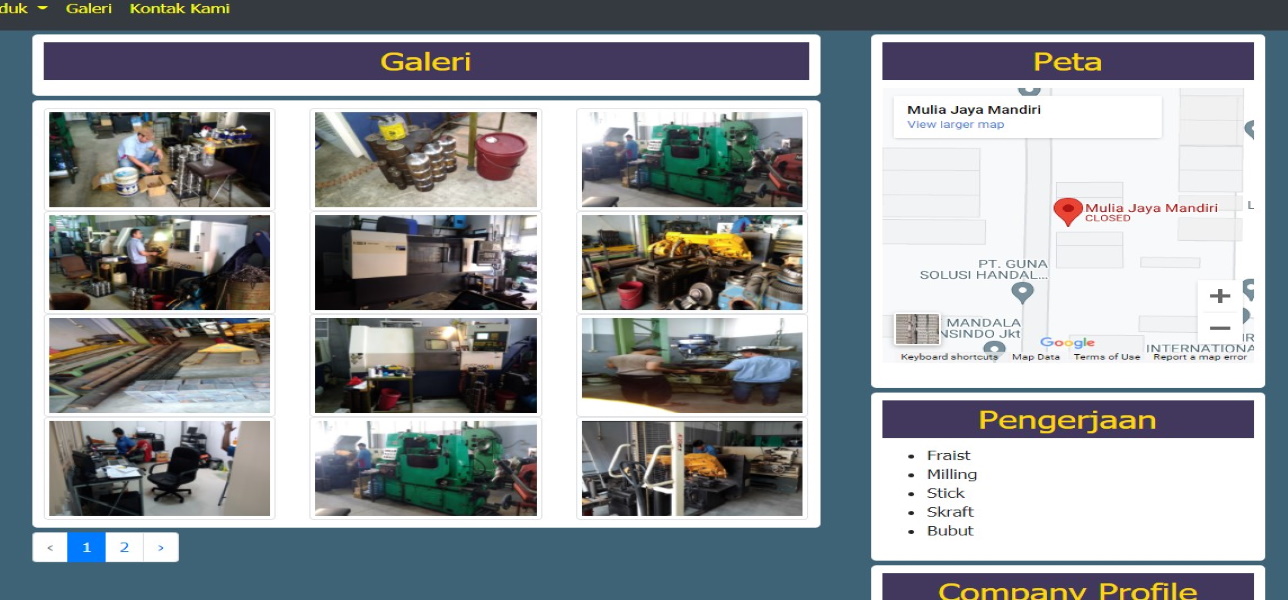 duk Galeri Kontak Kami
Galeri
< 1 2 >
Peta
Mulia Jaya Mandiri
View larger map
Mulia Jaya Mandiri
CLOSED
L
PT. GUNA
SOLUSI HANDAL...
MANDALA
NSINDO Jkt
IR
INTERNATIONA
Google
Keyboard shortcuts Map Data Terms of Use Report a map error
Pengerjaan
• Fraist
• Milling
• Stick
• Skraft
• Bubut
Company Profile